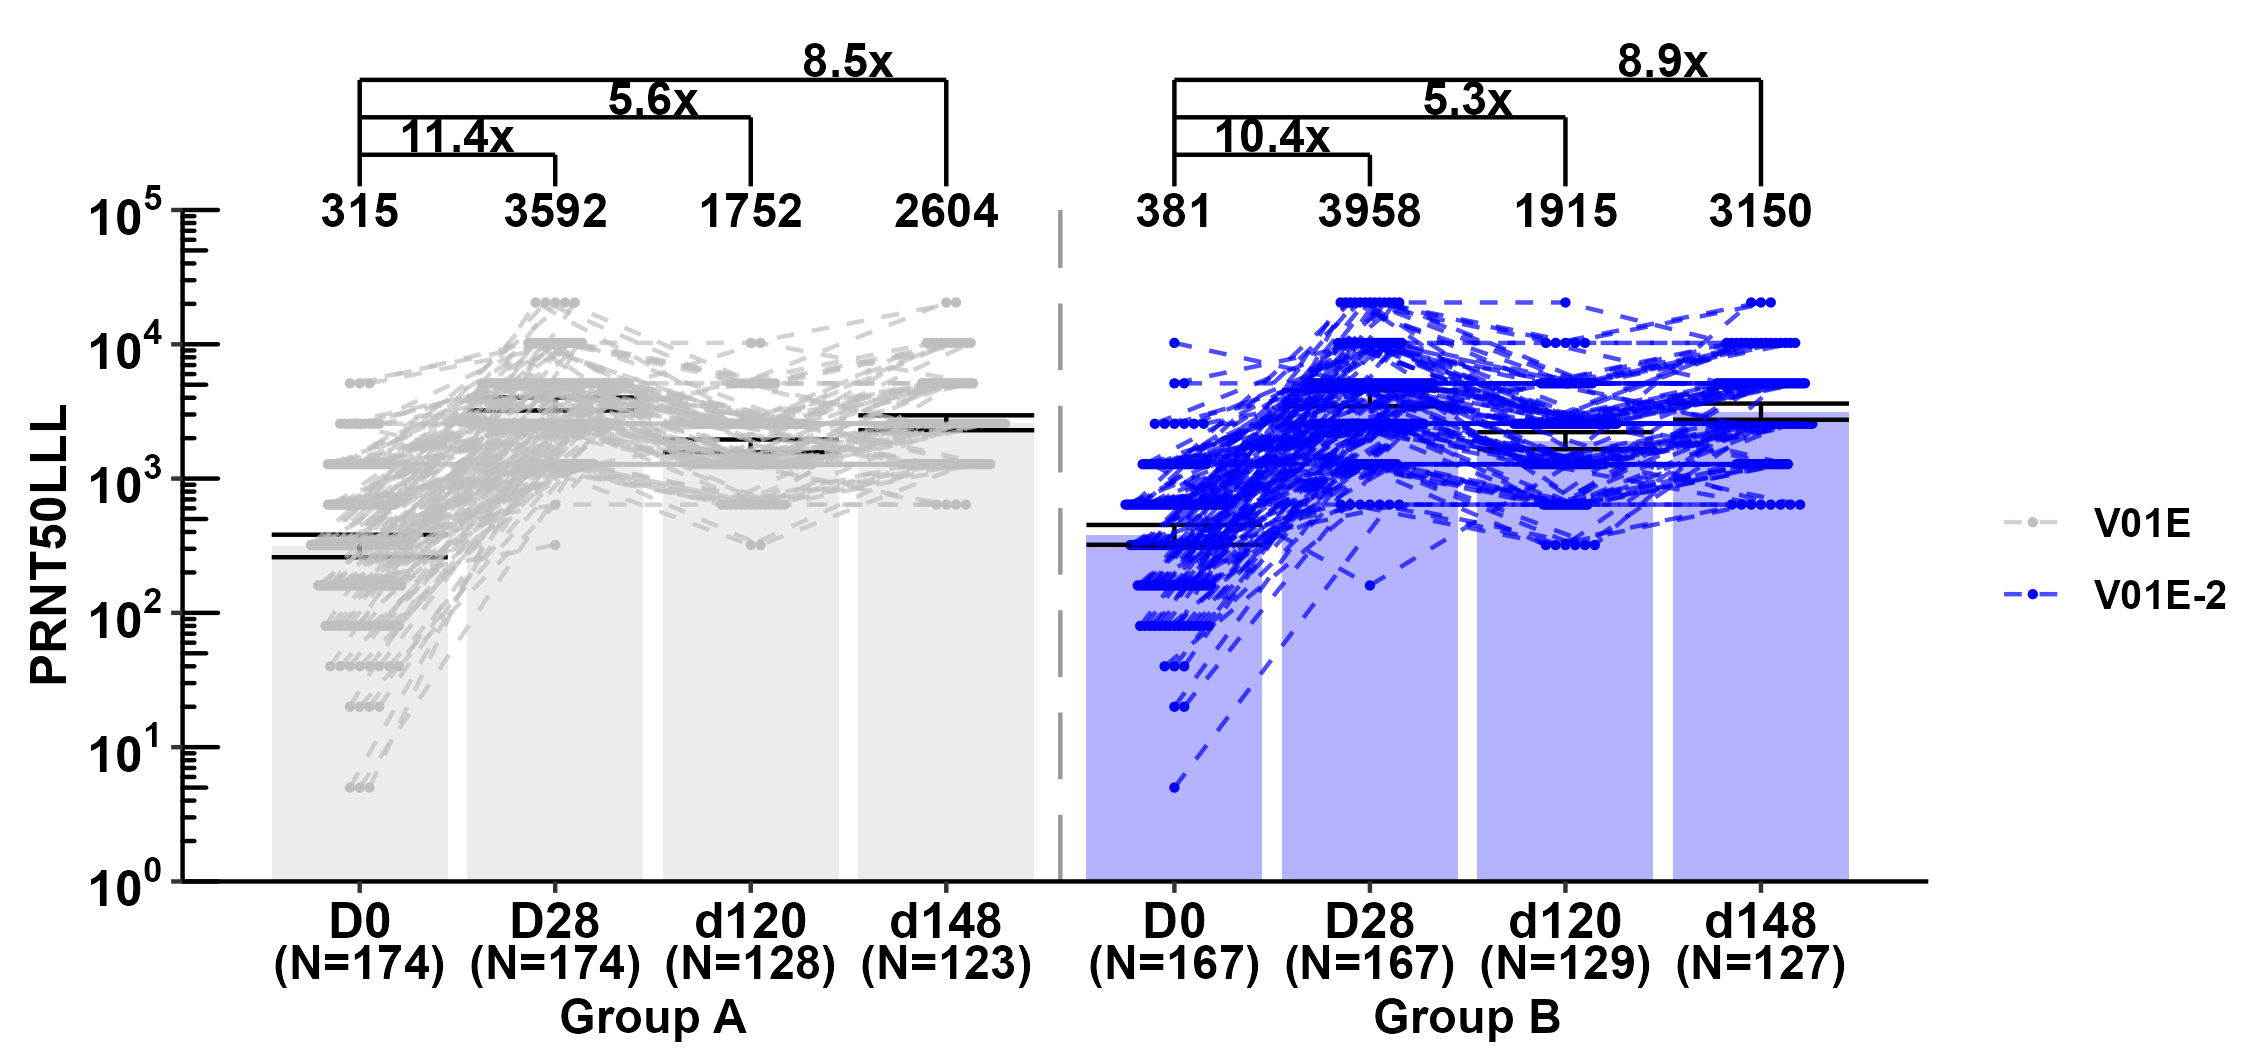 8.5x 8.9x
5.6x 5.3x
11.4x 10.4x
315 3592 1752 2604 381 3958 1915 3150
PRNT50LLL
10^5
10^4
10^3
10^2
10^1
10^0
V01E
V01E-2
D0 D28 d120 d148 D0 D28 d120 d148
(N=174) (N=174) (N=128) (N=123) (N=167) (N=167) (N=129) (N=127)
Group A Group B